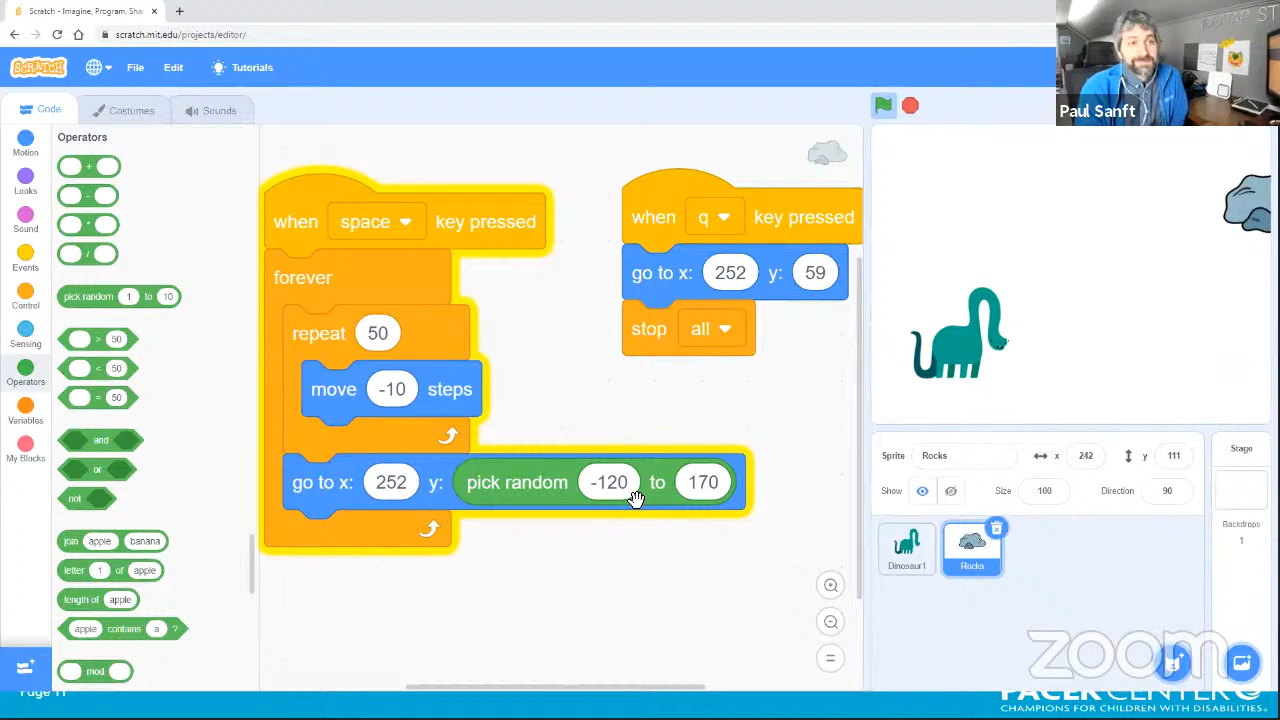 Scratch - Imagine, Program, Shar
scratch.mit.edu/projects/editor/
SCRATCH
File
Edit
Tutorials
Code
Costumes
Sounds
Paul Sanft
Motion
Looks
Sound
Events
Control
Sensing
Operators
Variables
My Blocks
Operators
+
-
*
/
pick random 1 to 10
> 50
< 50
= 50
and
or
not
join apple banana
letter 1 of apple
length of apple
apple contains a ?
mod
when space key pressed
forever
repeat 50
move -10 steps
go to x: 252 y: pick random -120 to 170
when q key pressed
go to x: 252 y: 59
stop all
Sprite Rocks x 242 y 111
Show Size 100 Direction 90
Dinosaur1
Rocks
Stage
Backdrops
1
zoom
Page 11
PACER CENTER
CHAMPIONS FOR CHILDREN WITH DISABILITIES.